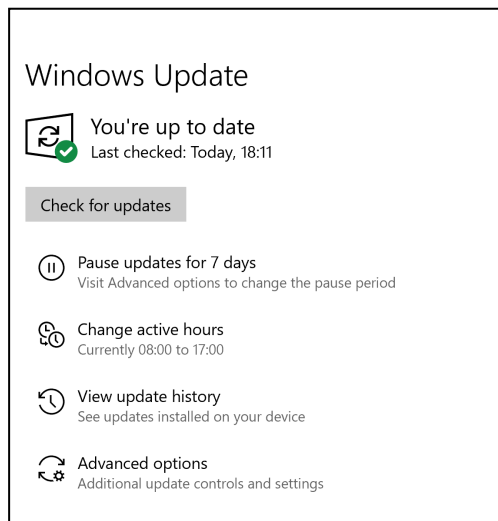 Windows Update
You're up to date
Last checked: Today, 18:11
Check for updates
Pause updates for 7 days
Visit Advanced options to change the pause period
Change active hours
Currently 08:00 to 17:00
View update history
See updates installed on your device
Advanced options
Additional update controls and settings